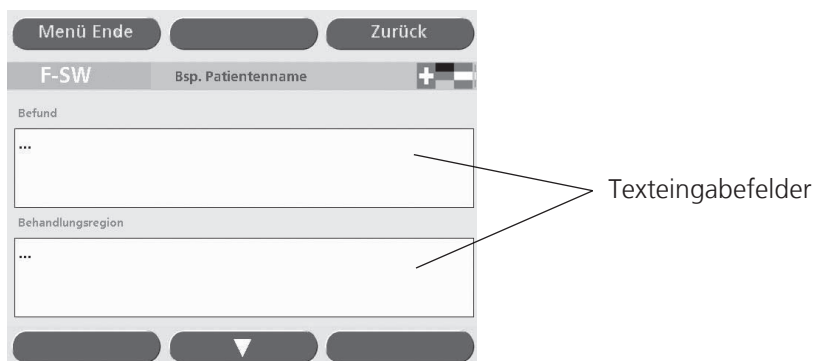 Menü Ende
Zurück
F-SW
Bsp. Patientenname
Befund
...
Texteingabefelder
Behandlungsregion
...